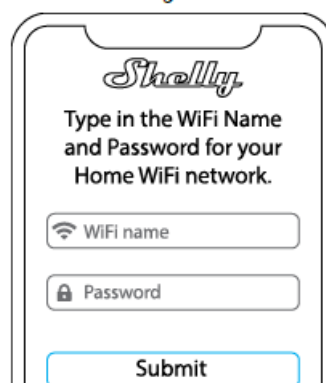 Shelly
Type in the WiFi Name
and Password for your
Home WiFi network.
WiFi name
Password
Submit